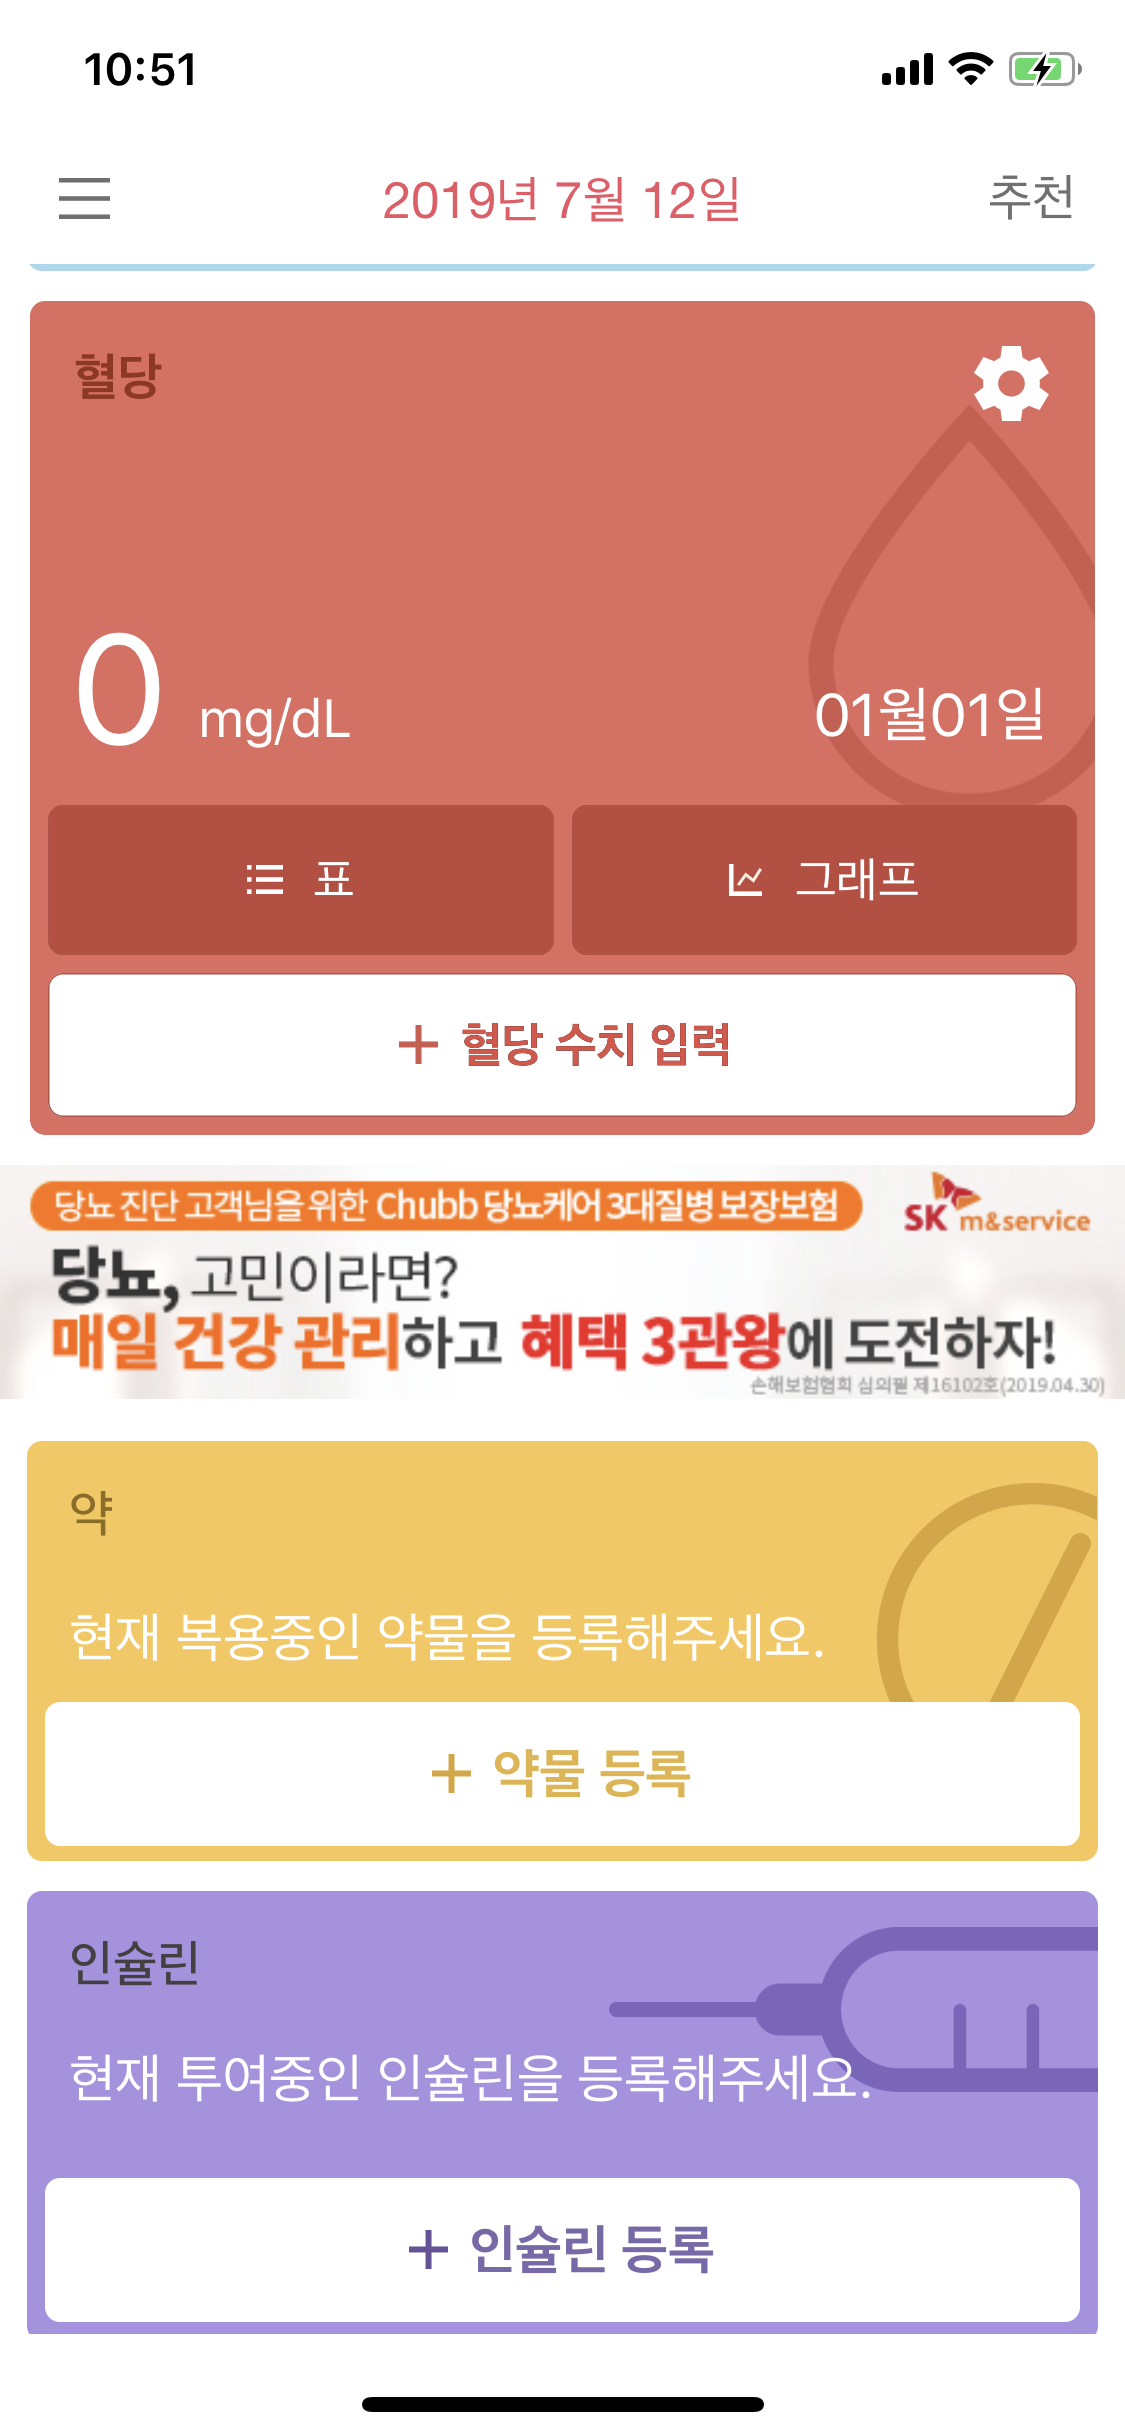 10:51
2019년 7월 12일
추천
혈당
0 mg/dL
01월01일
표
그래프
+ 혈당 수치 입력
당뇨 진단 고객님을 위한 Chubb 당뇨케어 3대질병 보장보험
SK m&service
당뇨, 고민이라면?
매일 건강 관리하고 혜택 3관왕에 도전하자!
손해보험협회 심의필 제16102호(2019.04.30)
약
현재 복용중인 약물을 등록해주세요.
+ 약물 등록
인슐린
현재 투여중인 인슐린을 등록해주세요.
+ 인슐린 등록